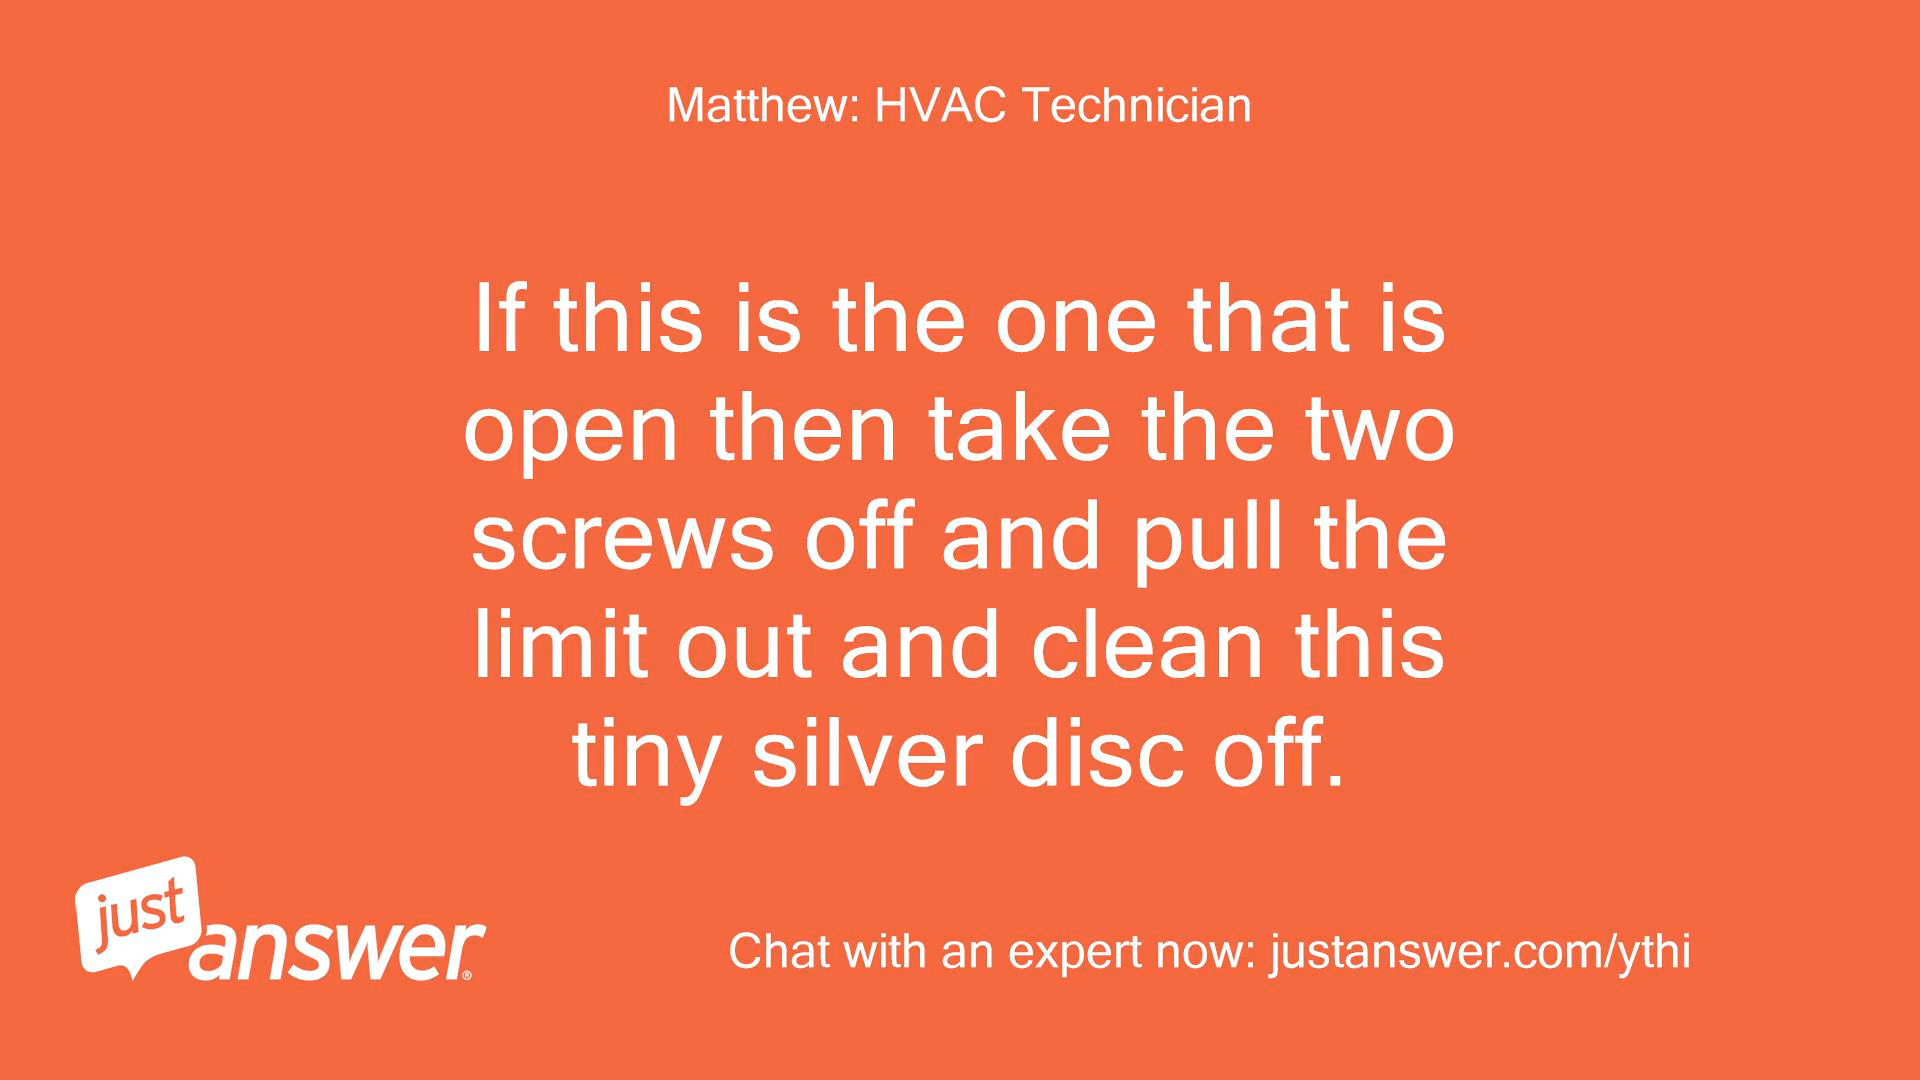 Matthew: HVAC Technician
If this is the one that is
open then take the two
screws off and pull the
limit out and clean this
tiny silver disc off.
just
answer®
Chat with an expert now: justanswer.com/ythi